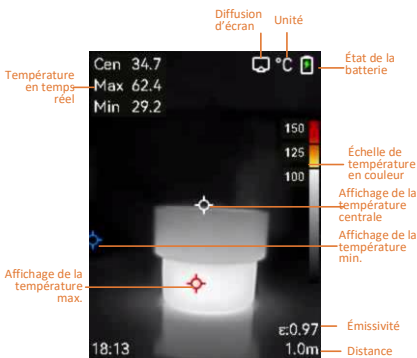 Diffusion
d'écran
Unité
État de la
batterie
Température
en temps
réel
Cen 34.7
Max 62.4
Min 29.2
°C
150
125
100
Échelle de
température
en couleur
Affichage de la
température
centrale
Affichage de la
température
min.
Affichage de la
température
max.
ε:0.97
Émissivité
18:13
1.0m
Distance